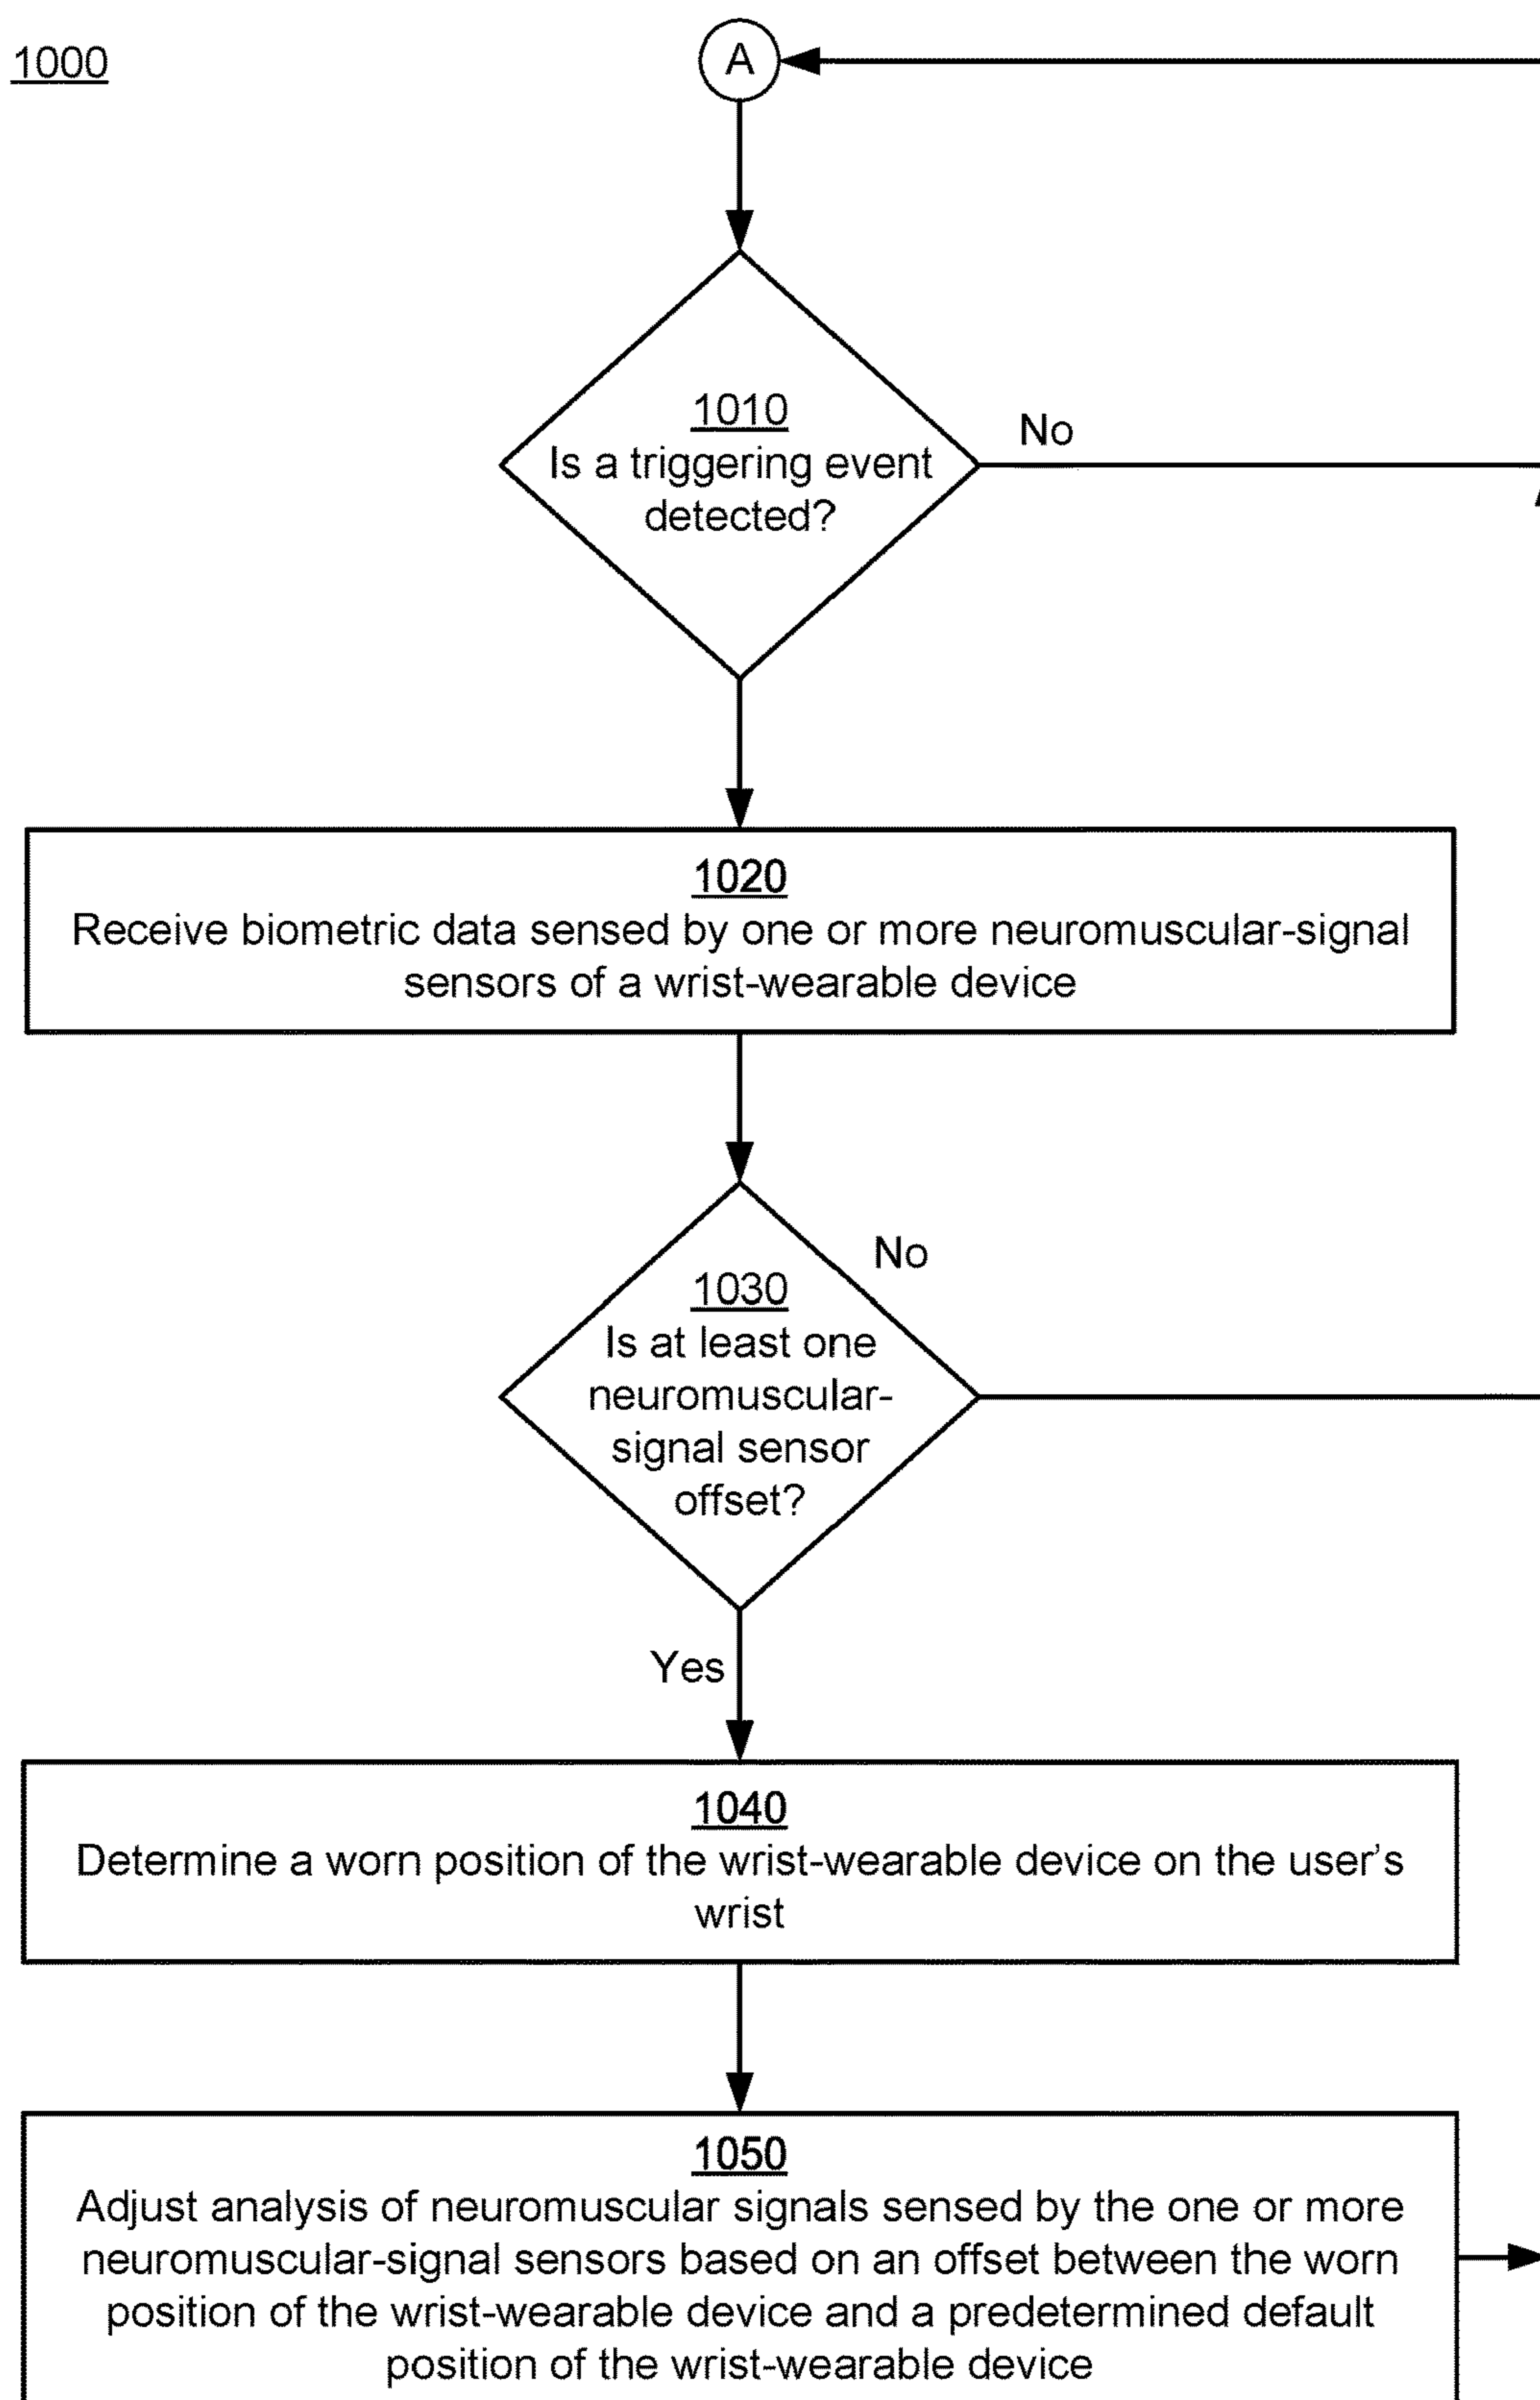 1000
A
1010
Is a triggering event
detected?
No
1020
Receive biometric data sensed by one or more neuromuscular-signal
sensors of a wrist-wearable device
No
1030
Is at least one
neuromuscular-
signal sensor
offset?
Yes
1040
Determine a worn position of the wrist-wearable device on the user’s
wrist
1050
Adjust analysis of neuromuscular signals sensed by the one or more
neuromuscular-signal sensors based on an offset between the worn
position of the wrist-wearable device and a predetermined default
position of the wrist-wearable device